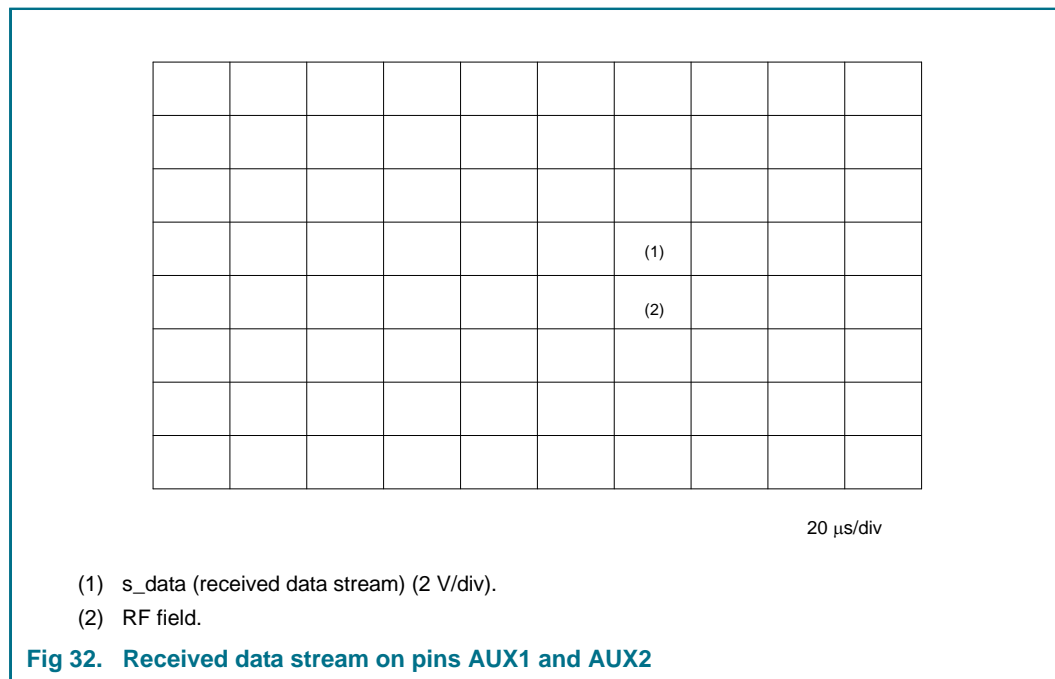 (1)
(2)
20 μs/div
(1) s_data (received data stream) (2 V/div).
(2) RF field.
Fig 32. Received data stream on pins AUX1 and AUX2